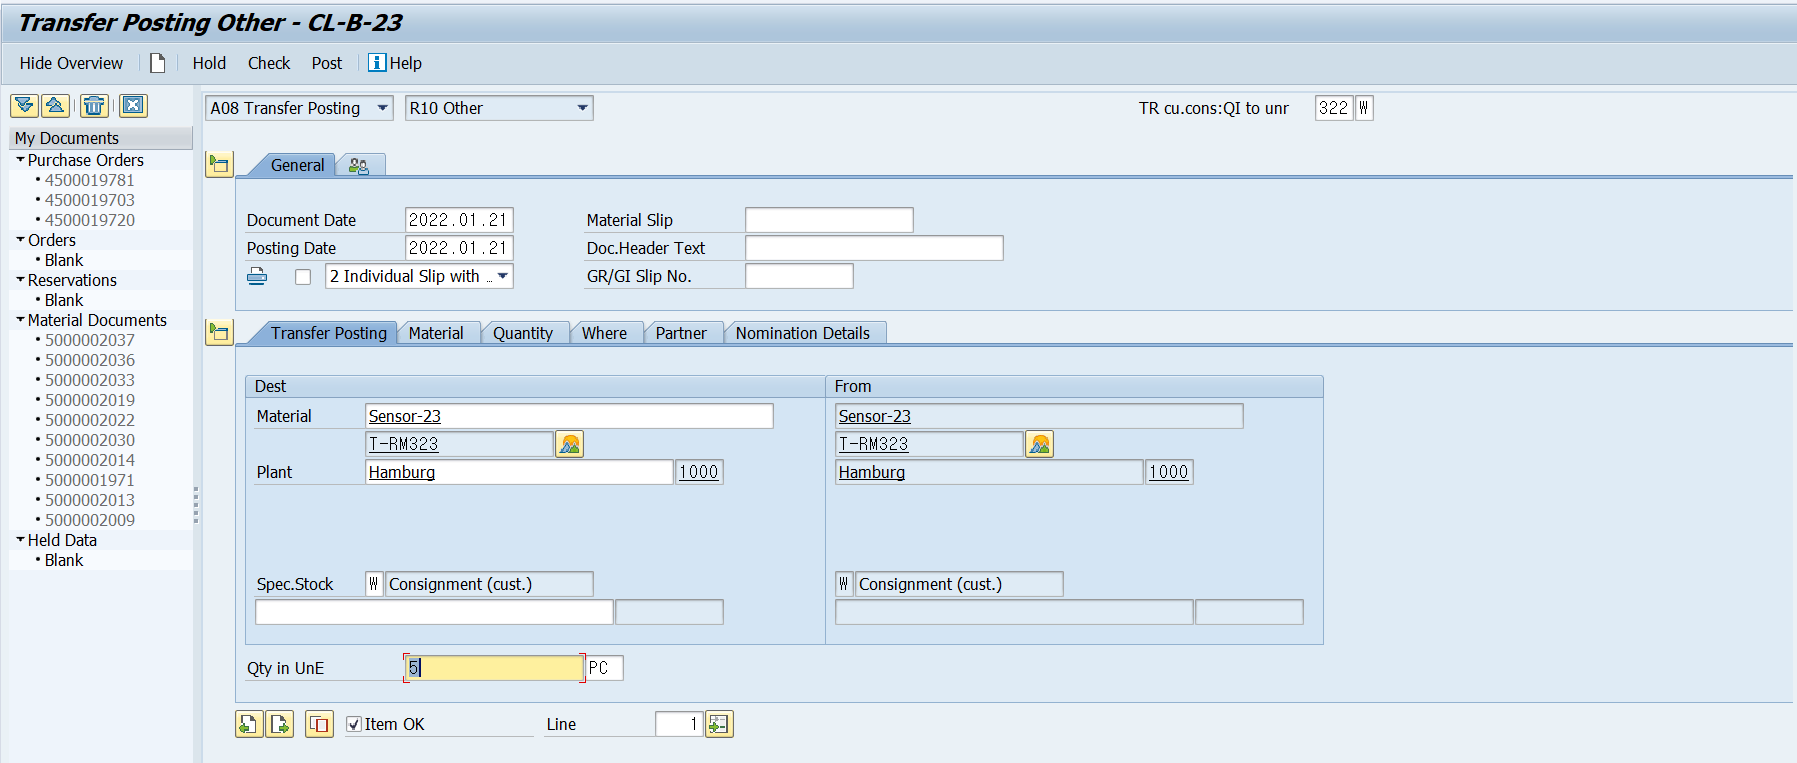 Transfer Posting Other - CL-B-23
Hide Overview Hold Check Post Help
A08 Transfer Posting R10 Other TR cu.cons:QI to unr 322 W
My Documents
Purchase Orders
4500019781
4500019703
4500019720
Orders
Blank
Reservations
Blank
Material Documents
5000002037
5000002036
5000002033
5000002019
5000002022
5000002030
5000002014
5000001971
5000002013
5000002009
Held Data
Blank
General
Document Date 2022.01.21 Material Slip
Posting Date 2022.01.21 Doc.Header Text
2 Individual Slip with .. GR/GI Slip No.
Transfer Posting Material Quantity Where Partner Nomination Details
Dest From
Material Sensor-23 Sensor-23
T-RM323 T-RM323
Plant Hamburg 1000 Hamburg 1000
Spec.Stock W Consignment (cust.) W Consignment (cust.)
Qty in UnE 5 PC
Item OK Line 1